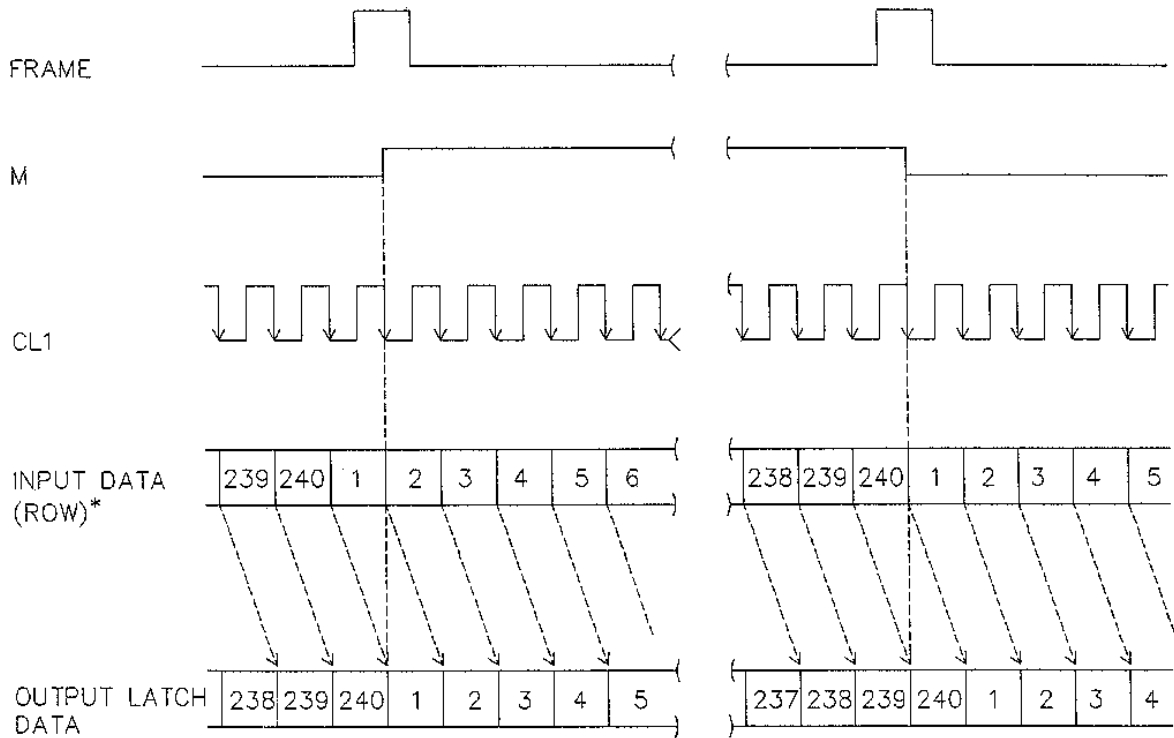 FRAME
M
CL1
INPUT DATA
(ROW)*
239 240 1 2 3 4 5 6
238 239 240 1 2 3 4 5
OUTPUT LATCH
DATA
238 239 240 1 2 3 4 5
237 238 239 240 1 2 3 4